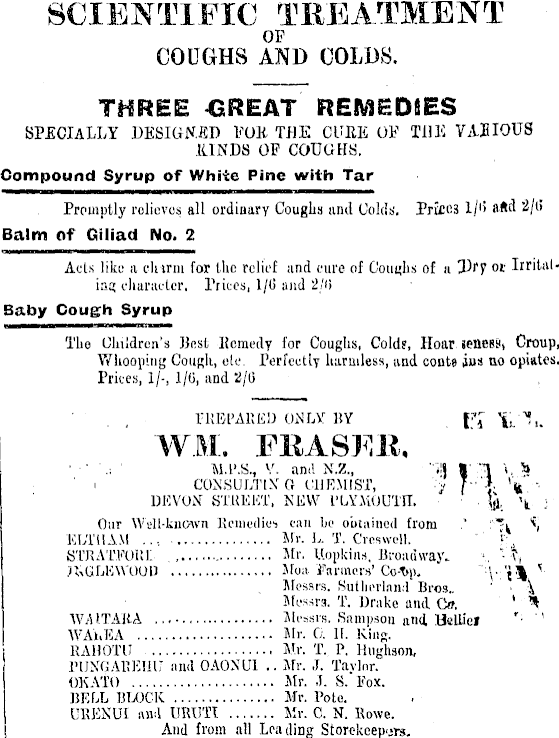 SCIENTIFIC TREATMENT
OF
COUGHS AND COLDS.
THREE GREAT REMEDIES
SPECIALLY DESIGNED FOR THE CURE OF THE VARIOUS
KINDS OF COUGHS.
Compound Syrup of White Pine with Tar
Promptly relieves all ordinary Coughs and Colds. Prices 1/6 and 2/6
Balm of Giliad No. 2
Acts like a charm for the relief and cure of Coughs of a Dry or Irritat-
ing character. Prices, 1/6 and 2/6
Baby Cough Syrup
The Children's Best Remedy for Coughs, Colds, Hoarseness, Croup,
Whooping Cough, etc. Perfectly harmless, and contains no opiates.
Prices, 1/-, 1/6, and 2/6
PREPARED ONLY BY
WM. FRASER,
M.P.S., V. and N.Z.,
CONSULTING CHEMIST,
DEVON STREET, NEW PLYMOUTH.
Our Well-known Remedies can be obtained from
ELTHAM ................ Mr. L. T. Creswell.
STRATFORD ............... Mr. Hopkins, Broadway.
INGLEWOOD ............... Moa Farmers' Co-op.
Messrs. Sutherland Bros.
Messrs. T. Drake and Co.
WAITARA .................. Messrs. Sampson and Bellier
WAREA .................... Mr. C. H. King.
RAHOTU ................... Mr. T. P. Hughson,
PUNGAREHU and OAONUI .. Mr. J. Taylor.
OKATO ..................... Mr. J. S. Fox.
BELL BLOCK ............... Mr. Pote.
URENUI and URUTI ....... Mr. C. N. Rowe.
And from all Leading Storekeepers.